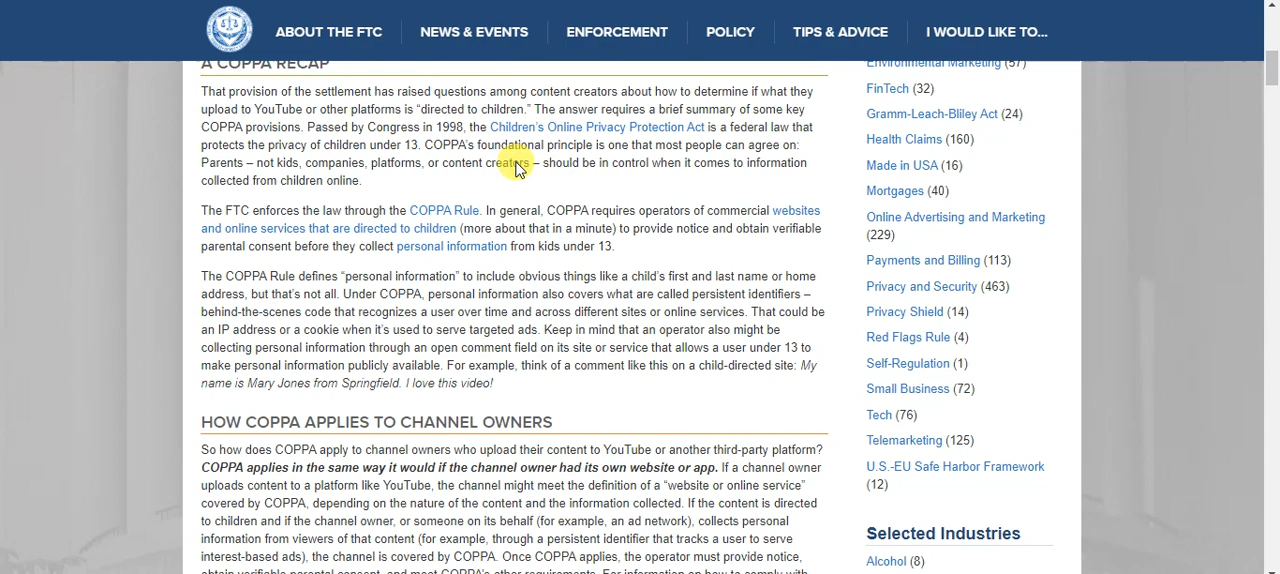 ABOUT THE FTC
NEWS & EVENTS
ENFORCEMENT
POLICY
TIPS & ADVICE
I WOULD LIKE TO...
A COPPA RECAP
That provision of the settlement has raised questions among content creators about how to determine if what they
upload to YouTube or other platforms is “directed to children.” The answer requires a brief summary of some key
COPPA provisions. Passed by Congress in 1998, the Children’s Online Privacy Protection Act is a federal law that
protects the privacy of children under 13. COPPA’s foundational principle is one that most people can agree on:
Parents – not kids, companies, platforms, or content creators – should be in control when it comes to information
collected from children online.
The FTC enforces the law through the COPPA Rule. In general, COPPA requires operators of commercial websites
and online services that are directed to children (more about that in a minute) to provide notice and obtain verifiable
parental consent before they collect personal information from kids under 13.
The COPPA Rule defines “personal information” to include obvious things like a child’s first and last name or home
address, but that’s not all. Under COPPA, personal information also covers what are called persistent identifiers –
behind-the-scenes code that recognizes a user over time and across different sites or online services. That could be
an IP address or a cookie when it’s used to serve targeted ads. Keep in mind that an operator also might be
collecting personal information through an open comment field on its site or service that allows a user under 13 to
make personal information publicly available. For example, think of a comment like this on a child-directed site: My
name is Mary Jones from Springfield. I love this video!
HOW COPPA APPLIES TO CHANNEL OWNERS
So how does COPPA apply to channel owners who upload their content to YouTube or another third-party platform?
COPPA applies in the same way it would if the channel owner had its own website or app. If a channel owner
uploads content to a platform like YouTube, the channel might meet the definition of a “website or online service”
covered by COPPA, depending on the nature of the content and the information collected. If the content is directed
to children and if the channel owner, or someone on its behalf (for example, an ad network), collects personal
information from viewers of that content (for example, through a persistent identifier that tracks a user to serve
interest-based ads), the channel is covered by COPPA. Once COPPA applies, the operator must provide notice,
obtain verifiable parental consent, and meet COPPA’s other requirements. For information on how to comply with
Environmental Marketing (57)
FinTech (32)
Gramm-Leach-Bliley Act (24)
Health Claims (160)
Made in USA (16)
Mortgages (40)
Online Advertising and Marketing
(229)
Payments and Billing (113)
Privacy and Security (463)
Privacy Shield (14)
Red Flags Rule (4)
Self-Regulation (1)
Small Business (72)
Tech (76)
Telemarketing (125)
U.S.-EU Safe Harbor Framework
(12)
Selected Industries
Alcohol (8)